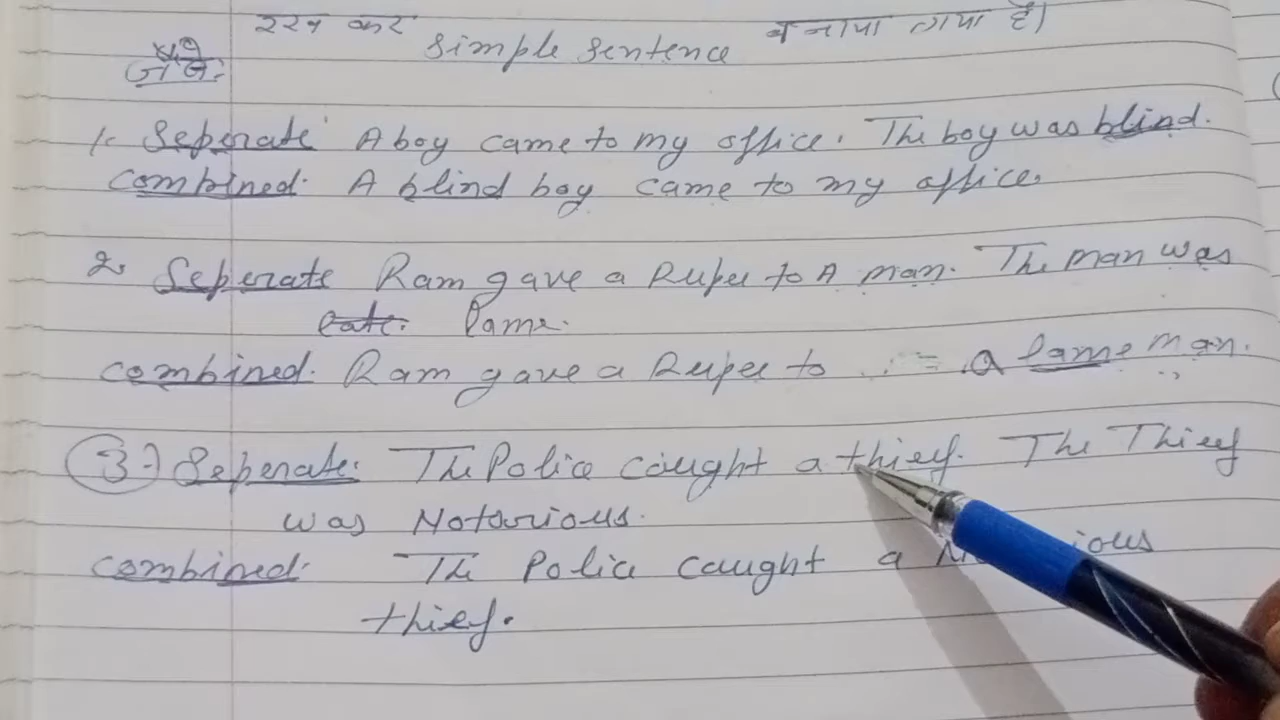 रखकर simple sentence बनाया गया है।
जैसे:
1. Seperate A boy came to my office. The boy was blind.
combined: A blind boy came to my office.
2. Seperate Ram gave a Rupee to A man. The man was
lame.
combined. Ram gave a Rupee to a lame man.
3. Seperate: The Police caught a thief. The Thief
was Notorious.
combined: The Police caught a
thief.